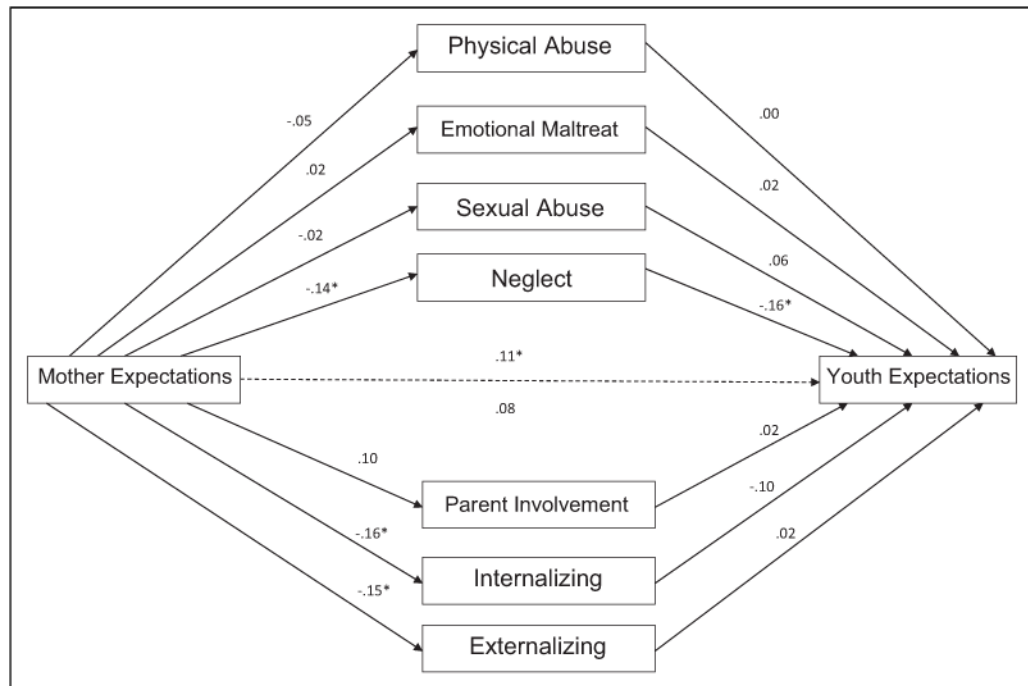 Physical Abuse
-.05
.00
Emotional Maltreat
.02
.02
Sexual Abuse
-.02
.06
Neglect
-.14*
-.16*
Mother Expectations
.11*
.08
Youth Expectations
.10
.02
Parent Involvement
-.16*
-.10
Internalizing
-.15*
.02
Externalizing